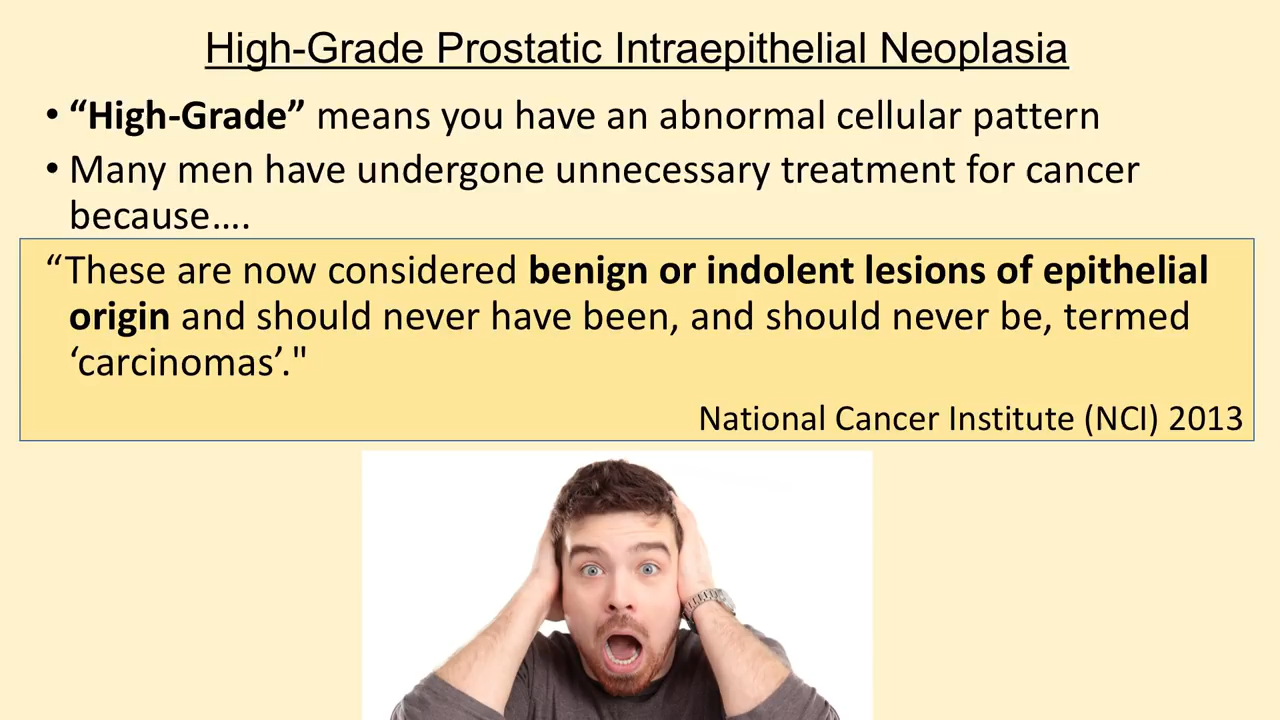 High-Grade Prostatic Intraepithelial Neoplasia
• “High-Grade” means you have an abnormal cellular pattern
• Many men have undergone unnecessary treatment for cancer
because….
“These are now considered benign or indolent lesions of epithelial
origin and should never have been, and should never be, termed
‘carcinomas’."
National Cancer Institute (NCI) 2013